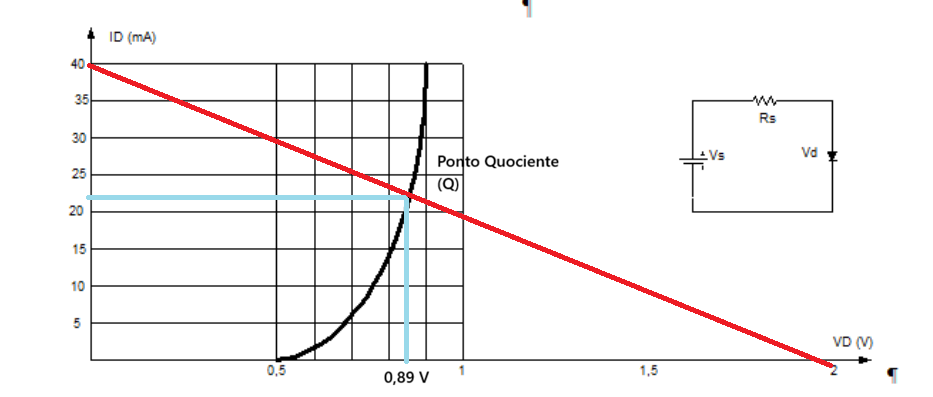 ¶
ID (mA)
40
35
30
25
20
15
10
5
Ponto Quociente
(Q)
Rs
Vs
Vd
VD (V)
0,5
1
1,5
2
0,89 V
¶